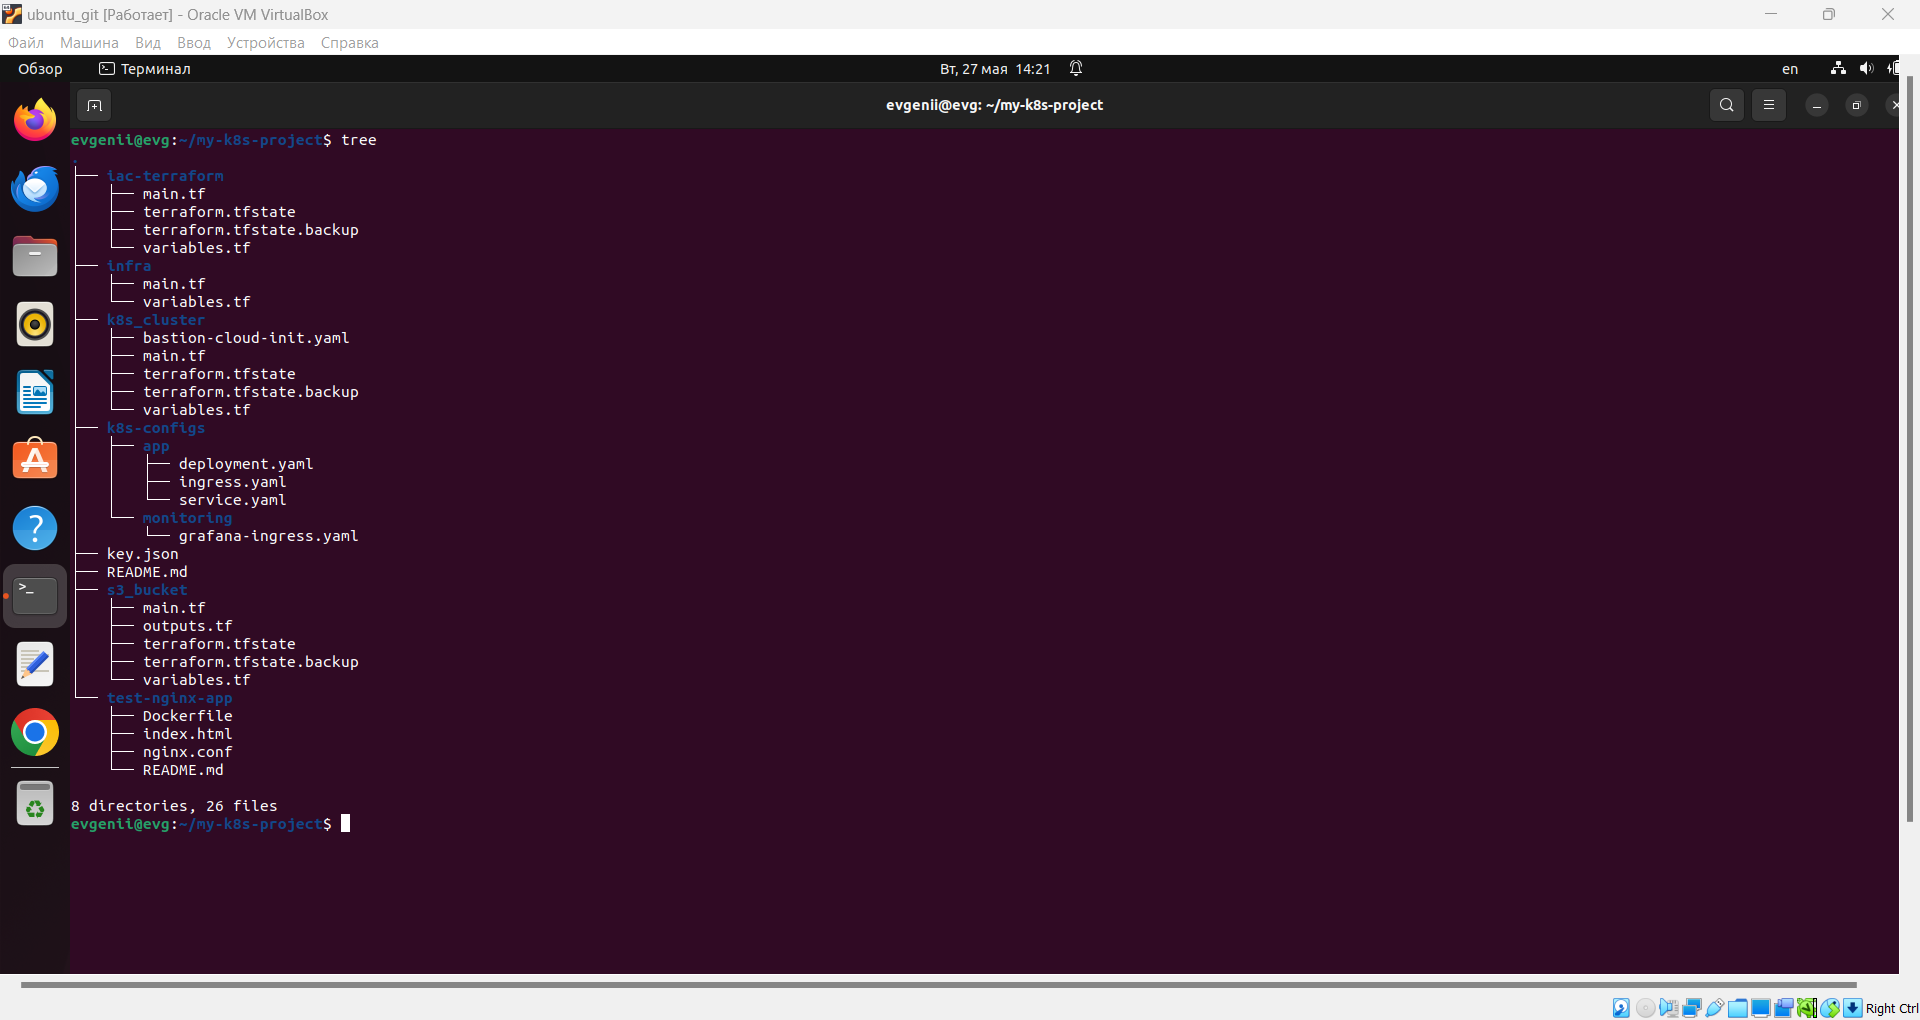 ubuntu_git [Работает] - Oracle VM VirtualBox
Файл Машина Вид Ввод Устройства Справка
Обзор Терминал Вт, 27 мая 14:21 en
evgenii@evg: ~/my-k8s-project
evgenii@evg:~/my-k8s-project$ tree
.
├── iac-terraform
│   ├── main.tf
│   ├── terraform.tfstate
│   ├── terraform.tfstate.backup
│   └── variables.tf
├── infra
│   ├── main.tf
│   └── variables.tf
├── k8s_cluster
│   ├── bastion-cloud-init.yaml
│   ├── main.tf
│   ├── terraform.tfstate
│   ├── terraform.tfstate.backup
│   └── variables.tf
├── k8s-configs
│   ├── app
│   │   ├── deployment.yaml
│   │   ├── ingress.yaml
│   │   └── service.yaml
│   └── monitoring
│       └── grafana-ingress.yaml
├── key.json
├── README.md
├── s3_bucket
│   ├── main.tf
│   ├── outputs.tf
│   ├── terraform.tfstate
│   ├── terraform.tfstate.backup
│   └── variables.tf
└── test-nginx-app
    ├── Dockerfile
    ├── index.html
    ├── nginx.conf
    └── README.md
8 directories, 26 files
evgenii@evg:~/my-k8s-project$
Right Ctrl